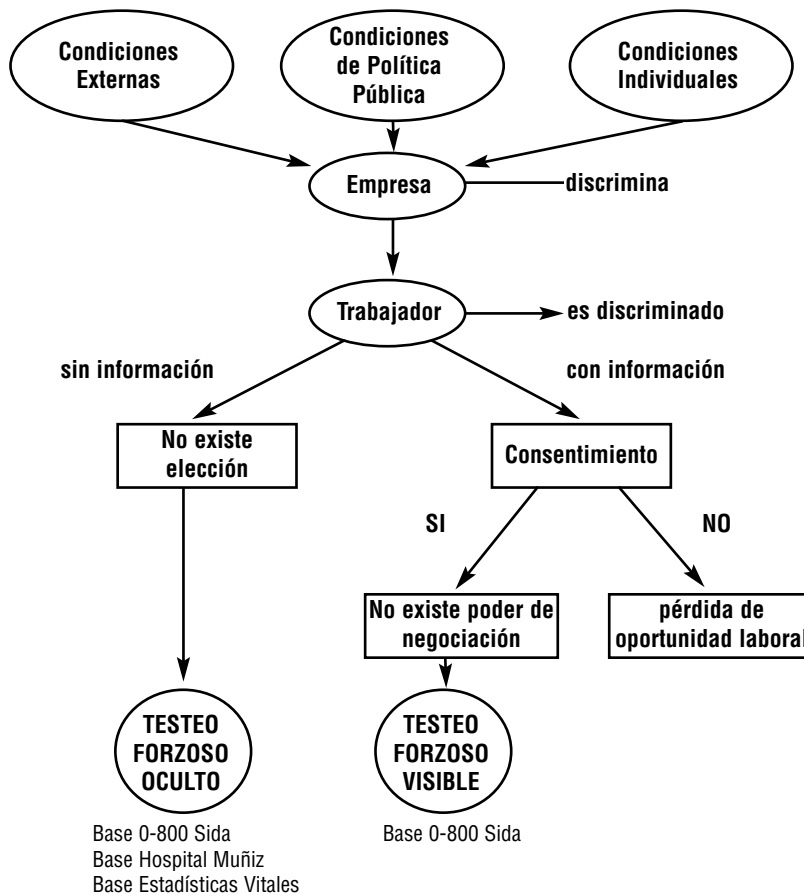 Condiciones
Externas
Condiciones
de Política
Pública
Condiciones
Individuales
Empresa
discrimina
Trabajador
es discriminado
sin información
con información
No existe
elección
Consentimiento
SI
NO
No existe poder de
negociación
pérdida de
oportunidad laboral
TESTEO
FORZOSO
OCULTO
TESTEO
FORZOSO
VISIBLE
Base 0-800 Sida
Base Hospital Muñiz
Base Estadísticas Vitales
Base 0-800 Sida